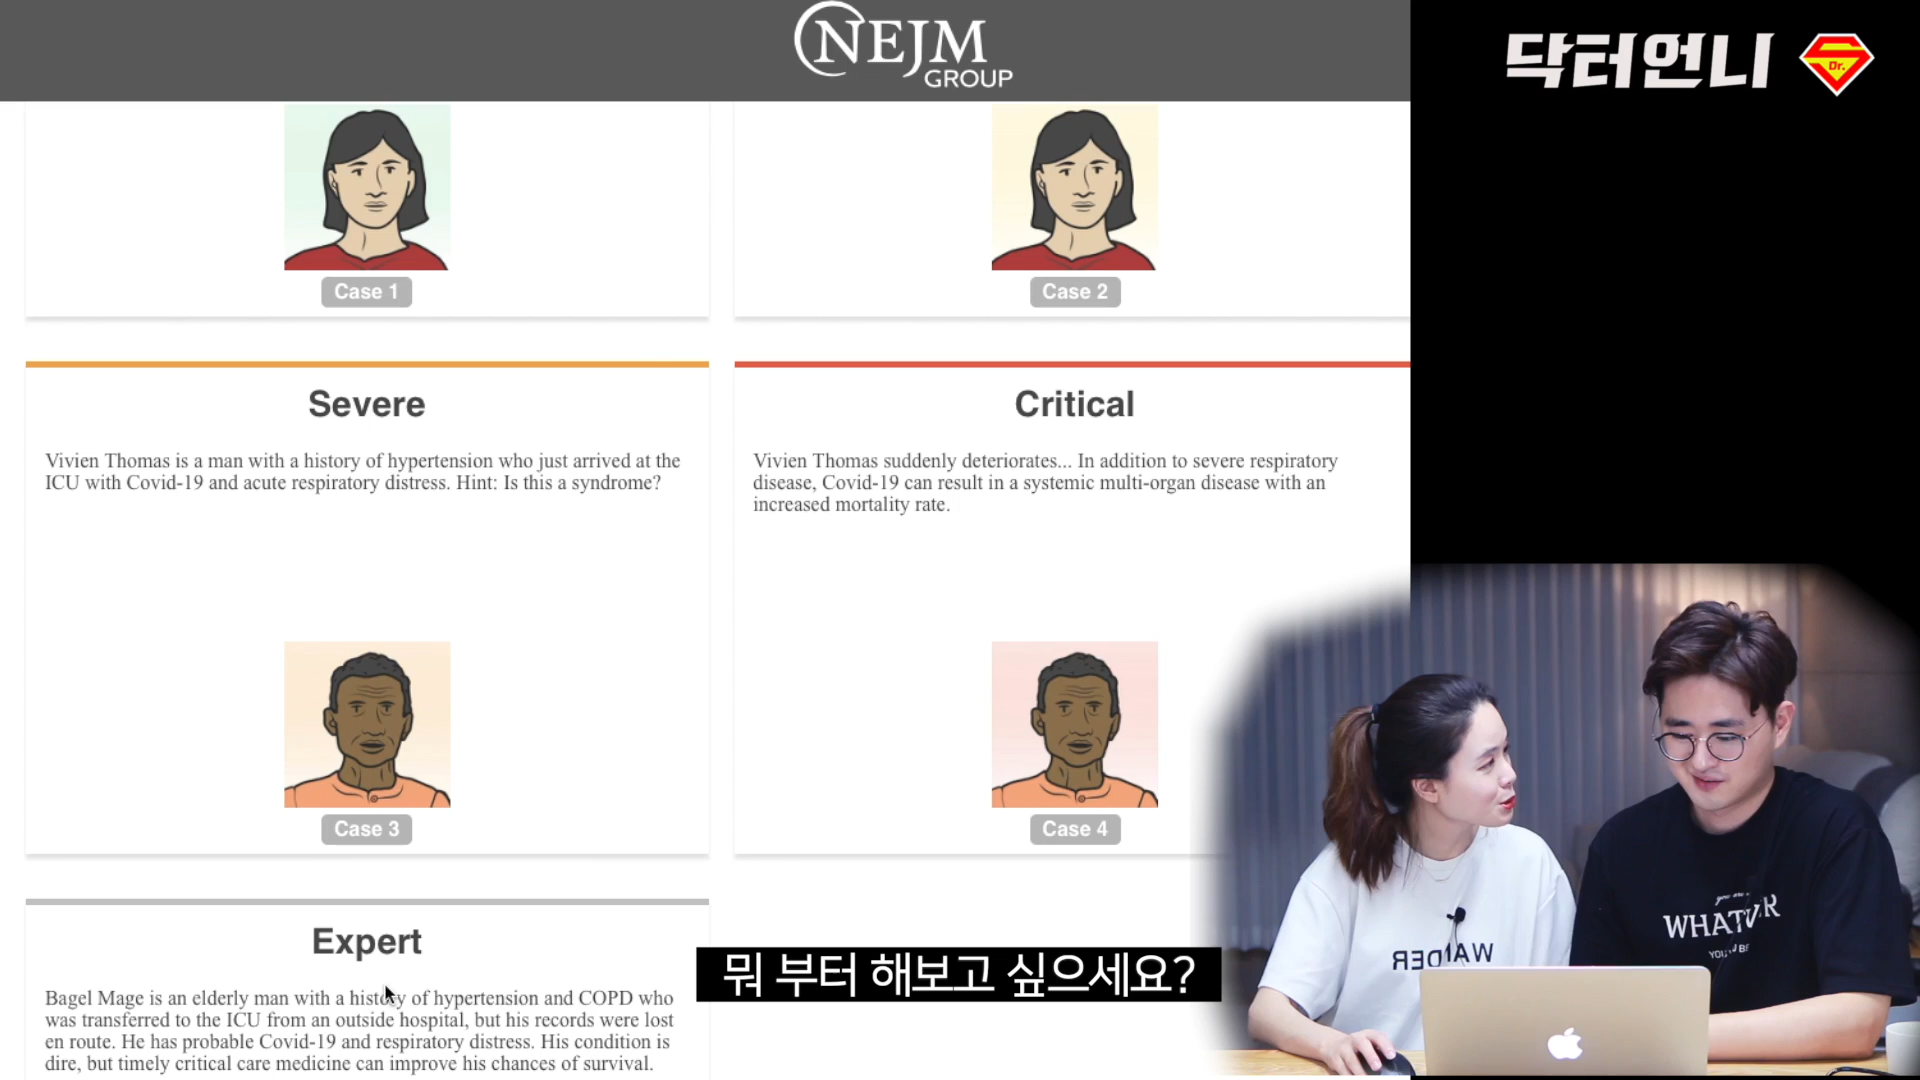 NEJM
GROUP
닥터언니
Dr.
Case 1
Case 2
Severe
Vivien Thomas is a man with a history of hypertension who just arrived at the
ICU with Covid-19 and acute respiratory distress. Hint: Is this a syndrome?
Case 3
Critical
Vivien Thomas suddenly deteriorates... In addition to severe respiratory
disease, Covid-19 can result in a systemic multi-organ disease with an
increased mortality rate.
Case 4
Expert
Bagel Mage is an elderly man with a history of hypertension and COPD who
was transferred to the ICU from an outside hospital, but his records were lost
en route. He has probable Covid-19 and respiratory distress. His condition is
dire, but timely critical care medicine can improve his chances of survival.
뭐 부터 해보고 싶으세요?